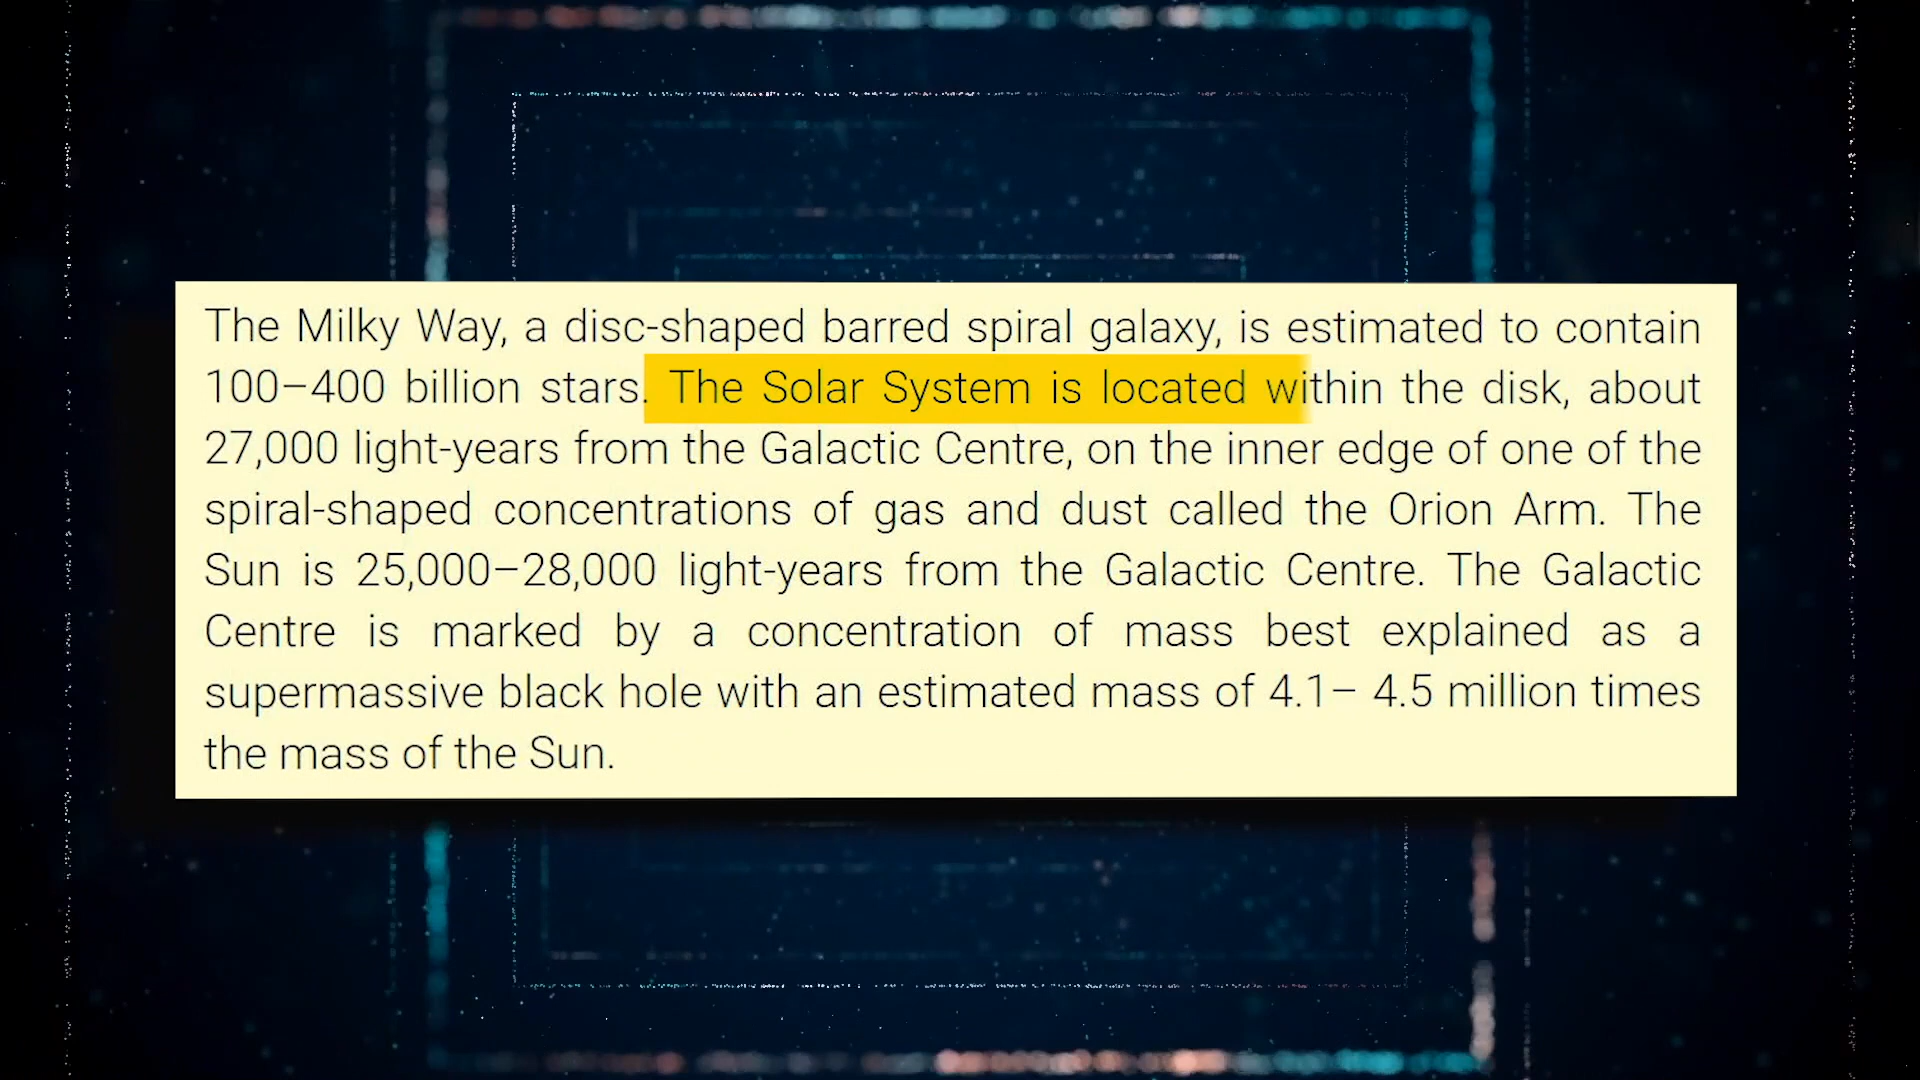 The Milky Way, a disc-shaped barred spiral galaxy, is estimated to contain
100–400 billion stars. The Solar System is located within the disk, about
27,000 light-years from the Galactic Centre, on the inner edge of one of the
spiral-shaped concentrations of gas and dust called the Orion Arm. The
Sun is 25,000–28,000 light-years from the Galactic Centre. The Galactic
Centre is marked by a concentration of mass best explained as a
supermassive black hole with an estimated mass of 4.1– 4.5 million times
the mass of the Sun.